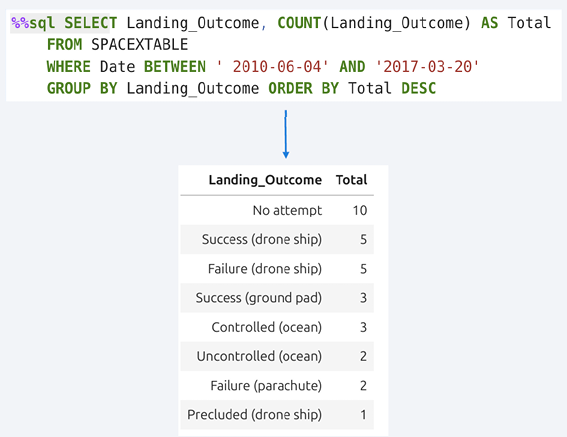 %%sql SELECT Landing_Outcome, COUNT(Landing_Outcome) AS Total
FROM SPACEXTABLE
WHERE Date BETWEEN ' 2010-06-04' AND '2017-03-20'
GROUP BY Landing_Outcome ORDER BY Total DESC
Landing_Outcome Total
No attempt 10
Success (drone ship) 5
Failure (drone ship) 5
Success (ground pad) 3
Controlled (ocean) 3
Uncontrolled (ocean) 2
Failure (parachute) 2
Precluded (drone ship) 1